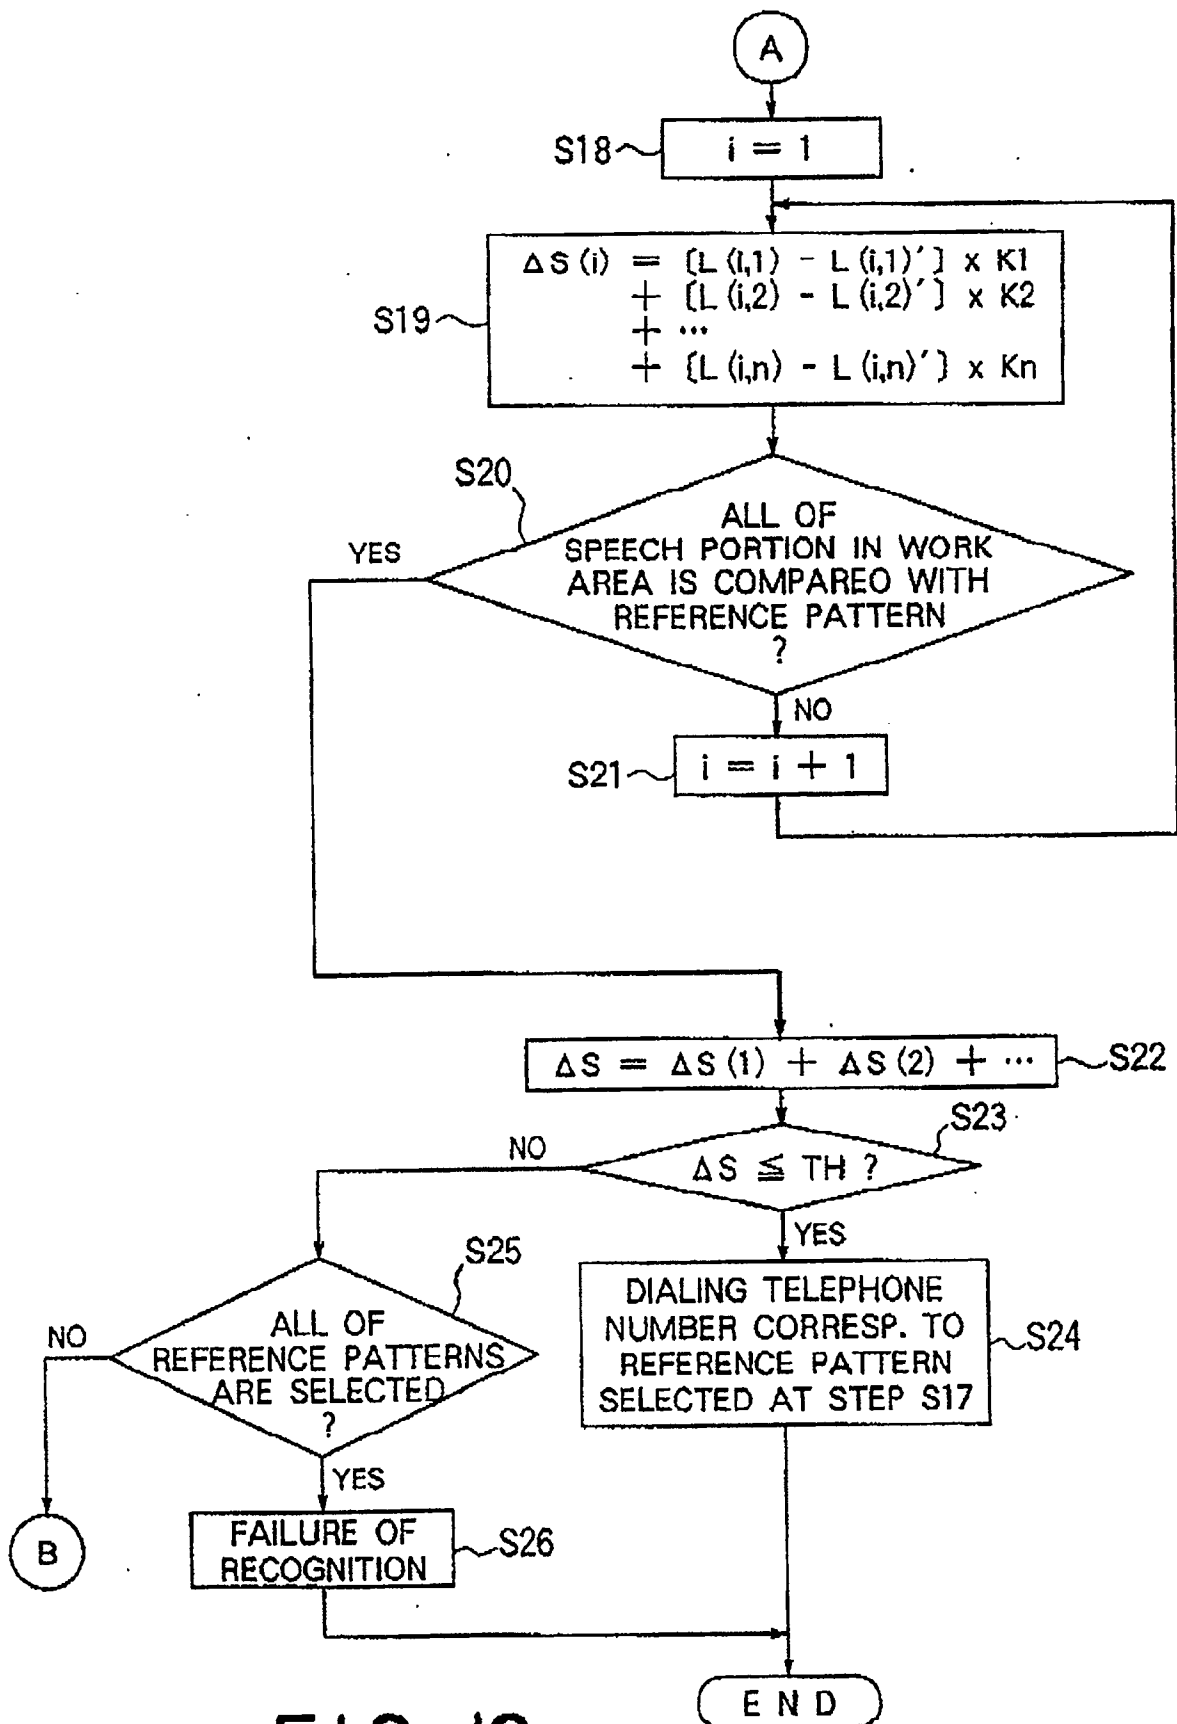 A
S18
i = 1
S19
ΔS(i) = [L(i,1) - L(i,1)′] x K1
+ [L(i,2) - L(i,2)′] x K2
+ ···
+ [L(i,n) - L(i,n)′] x Kn
S20
YES
ALL OF
SPEECH PORTION IN WORK
AREA IS COMPAREO WITH
REFERENCE PATTERN
?
NO
S21
i = i + 1
ΔS = ΔS(1) + ΔS(2) + ···
S22
S23
NO
ΔS ≦ TH ?
YES
S25
ALL OF
REFERENCE PATTERNS
ARE SELECTED
?
NO
DIALING TELEPHONE
NUMBER CORRESP. TO
REFERENCE PATTERN
SELECTED AT STEP S17
S24
YES
B
FAILURE OF
RECOGNITION
S26
END